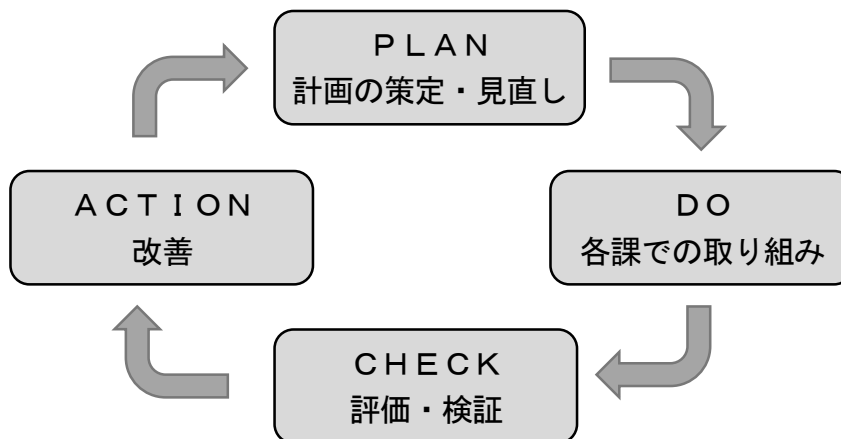 ＰＬＡＮ
計画の策定・見直し
ＡＣＴＩＯＮ
改善
ＤＯ
各課での取り組み
ＣＨＥＣＫ
評価・検証